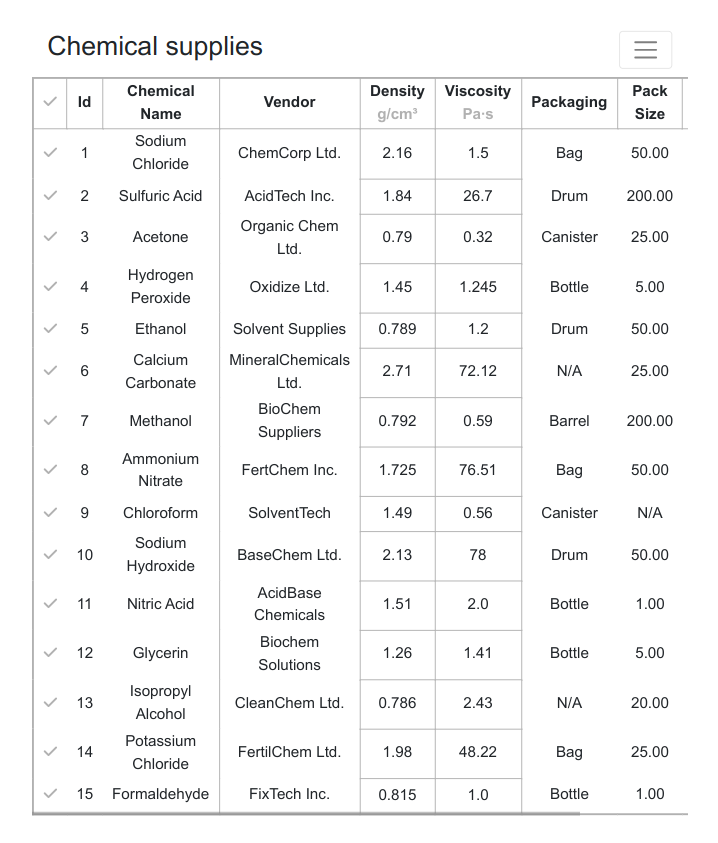 Chemical supplies
Id Chemical Name Vendor Density g/cm³ Viscosity Pa·s Packaging Pack Size
1 Sodium Chloride ChemCorp Ltd. 2.16 1.5 Bag 50.00
2 Sulfuric Acid AcidTech Inc. 1.84 26.7 Drum 200.00
3 Acetone Organic Chem Ltd. 0.79 0.32 Canister 25.00
4 Hydrogen Peroxide Oxidize Ltd. 1.45 1.245 Bottle 5.00
5 Ethanol Solvent Supplies 0.789 1.2 Drum 50.00
6 Calcium Carbonate MineralChemicals Ltd. 2.71 72.12 N/A 25.00
7 Methanol BioChem Suppliers 0.792 0.59 Barrel 200.00
8 Ammonium Nitrate FertChem Inc. 1.725 76.51 Bag 50.00
9 Chloroform SolventTech 1.49 0.56 Canister N/A
10 Sodium Hydroxide BaseChem Ltd. 2.13 78 Drum 50.00
11 Nitric Acid AcidBase Chemicals 1.51 2.0 Bottle 1.00
12 Glycerin Biochem Solutions 1.26 1.41 Bottle 5.00
13 Isopropyl Alcohol CleanChem Ltd. 0.786 2.43 N/A 20.00
14 Potassium Chloride FertilChem Ltd. 1.98 48.22 Bag 25.00
15 Formaldehyde FixTech Inc. 0.815 1.0 Bottle 1.00